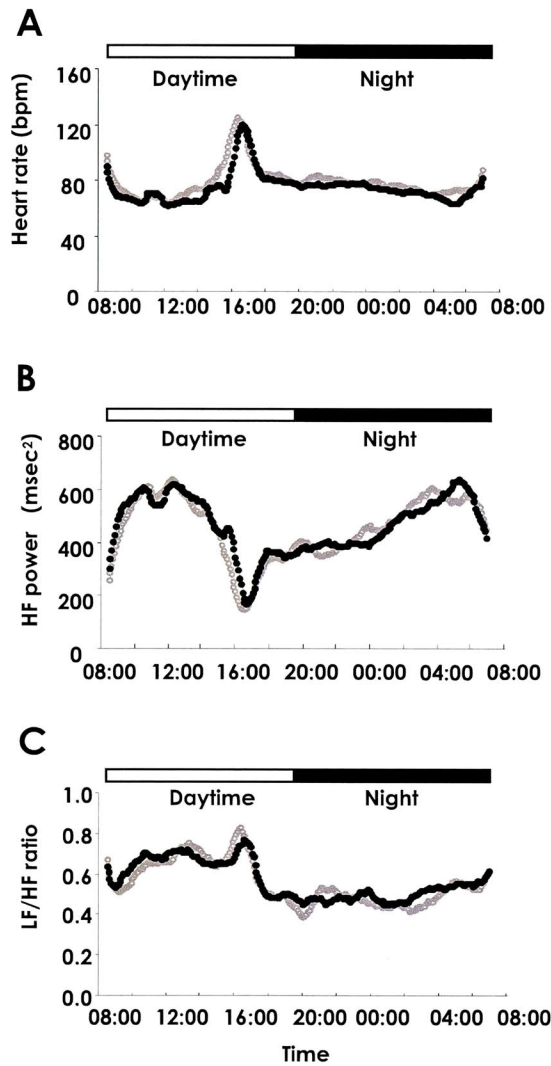 A
Daytime Night
Heart rate (bpm)
160
120
80
40
0
08:00 12:00 16:00 20:00 00:00 04:00 08:00
B
Daytime Night
HF power (msec²)
800
600
400
200
0
08:00 12:00 16:00 20:00 00:00 04:00 08:00
C
Daytime Night
LF/HF ratio
1.0
0.8
0.6
0.4
0.2
0.0
08:00 12:00 16:00 20:00 00:00 04:00 08:00
Time